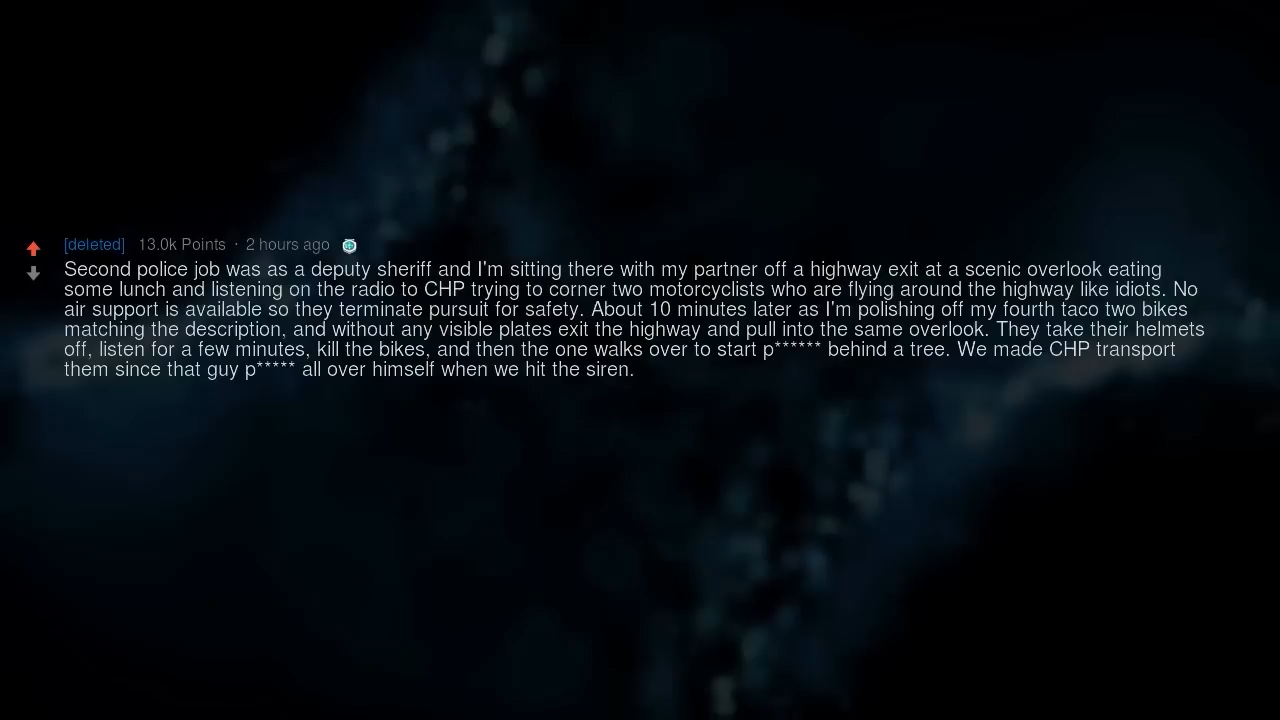 [deleted] 13.0k Points · 2 hours ago
Second police job was as a deputy sheriff and I'm sitting there with my partner off a highway exit at a scenic overlook eating
some lunch and listening on the radio to CHP trying to corner two motorcyclists who are flying around the highway like idiots. No
air support is available so they terminate pursuit for safety. About 10 minutes later as I'm polishing off my fourth taco two bikes
matching the description, and without any visible plates exit the highway and pull into the same overlook. They take their helmets
off, listen for a few minutes, kill the bikes, and then the one walks over to start p****** behind a tree. We made CHP transport
them since that guy p***** all over himself when we hit the siren.